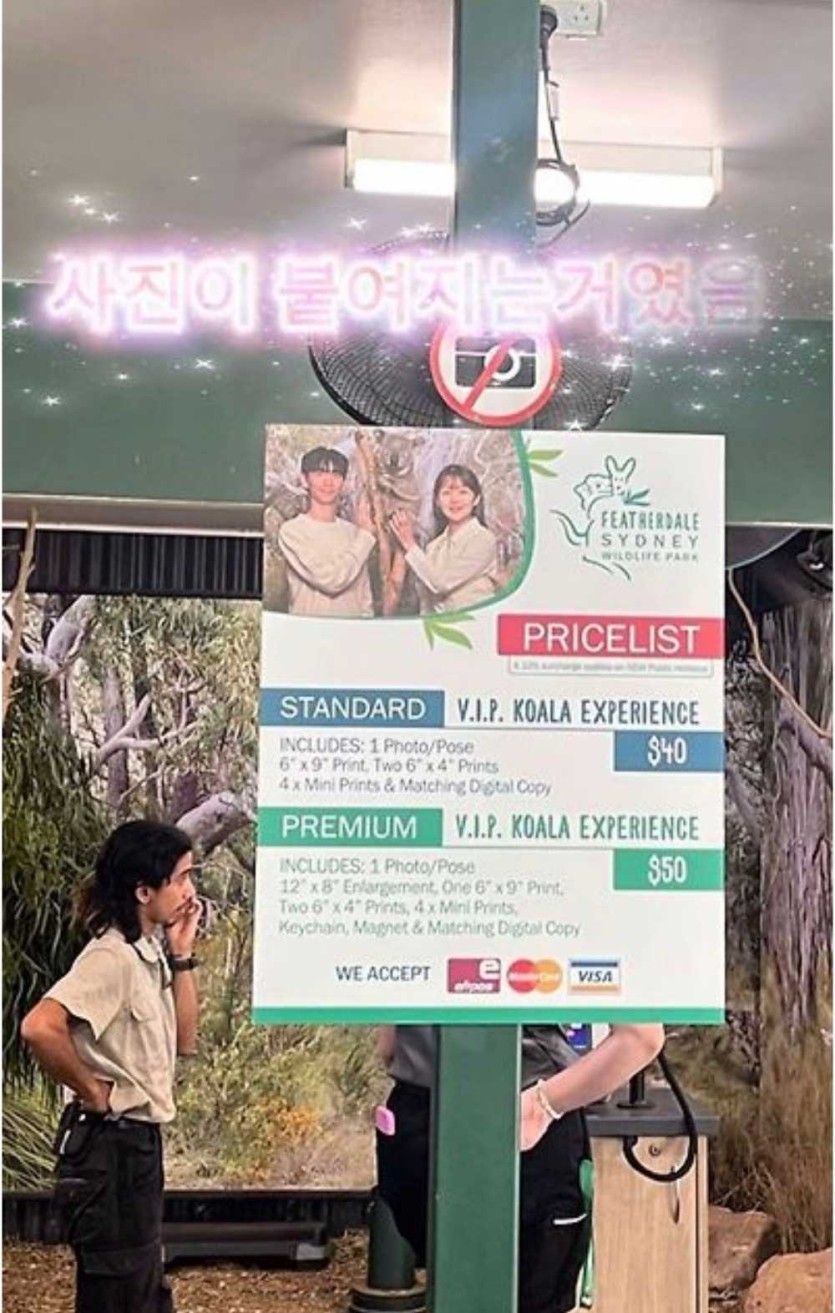 사진이 붙여지는거였음
FEATHERDALE
SYDNEY
WILDLIFE PARK
PRICELIST
STANDARD V.I.P. KOALA EXPERIENCE
INCLUDES: 1 Photo/Pose
6" x 9" Print, Two 6" x 4" Prints
4 x Mini Prints & Matching Digital Copy
$40
PREMIUM V.I.P. KOALA EXPERIENCE
INCLUDES: 1 Photo/Pose
12" x 8" Enlargement, One 6" x 9" Print,
Two 6" x 4" Prints, 4 x Mini Prints,
Keychain, Magnet & Matching Digital Copy
$50
WE ACCEPT eftpos MasterCard VISA